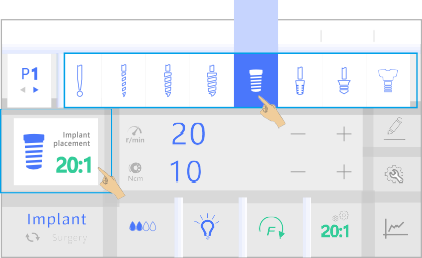 P1
Implant
placement
20:1
r/min
20
Ncm
10
Implant
Surgery
F
20:1